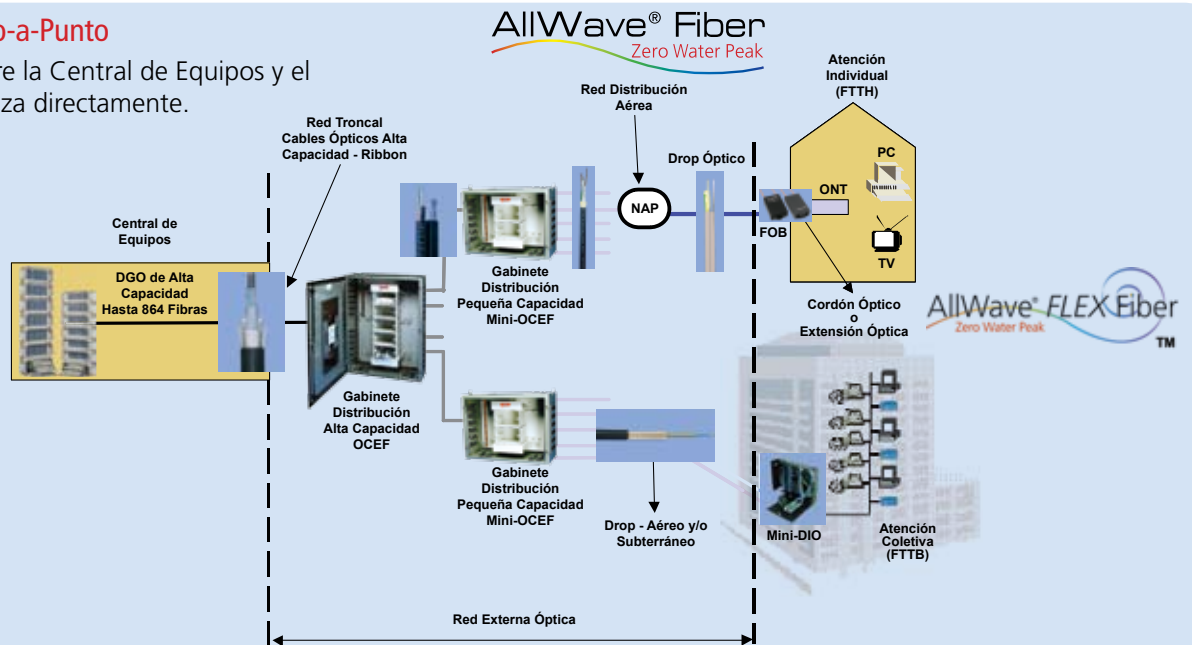 o-a-Punto
re la Central de Equipos y el
za directamente.
AllWave® Fiber
Zero Water Peak
Red Troncal
Cables Ópticos Alta
Capacidad - Ribbon
Red Distribución
Aérea
Atención
Individual
(FTTH)
Drop Óptico
PC
NAP
ONT
FOB
TV
Central de
Equipos
DGO de Alta
Capacidad
Hasta 864 Fibras
Gabinete
Distribución
Pequeña Capacidad
Mini-OCEF
Cordón Óptico
o
Extensión Óptica
AllWave® FLEX Fiber
Zero Water Peak
TM
Gabinete
Distribución
Alta Capacidad
OCEF
Gabinete
Distribución
Pequeña Capacidad
Mini-OCEF
Drop - Aéreo y/o
Subterráneo
Mini-DIO
Atención
Coletiva
(FTTB)
Red Externa Óptica